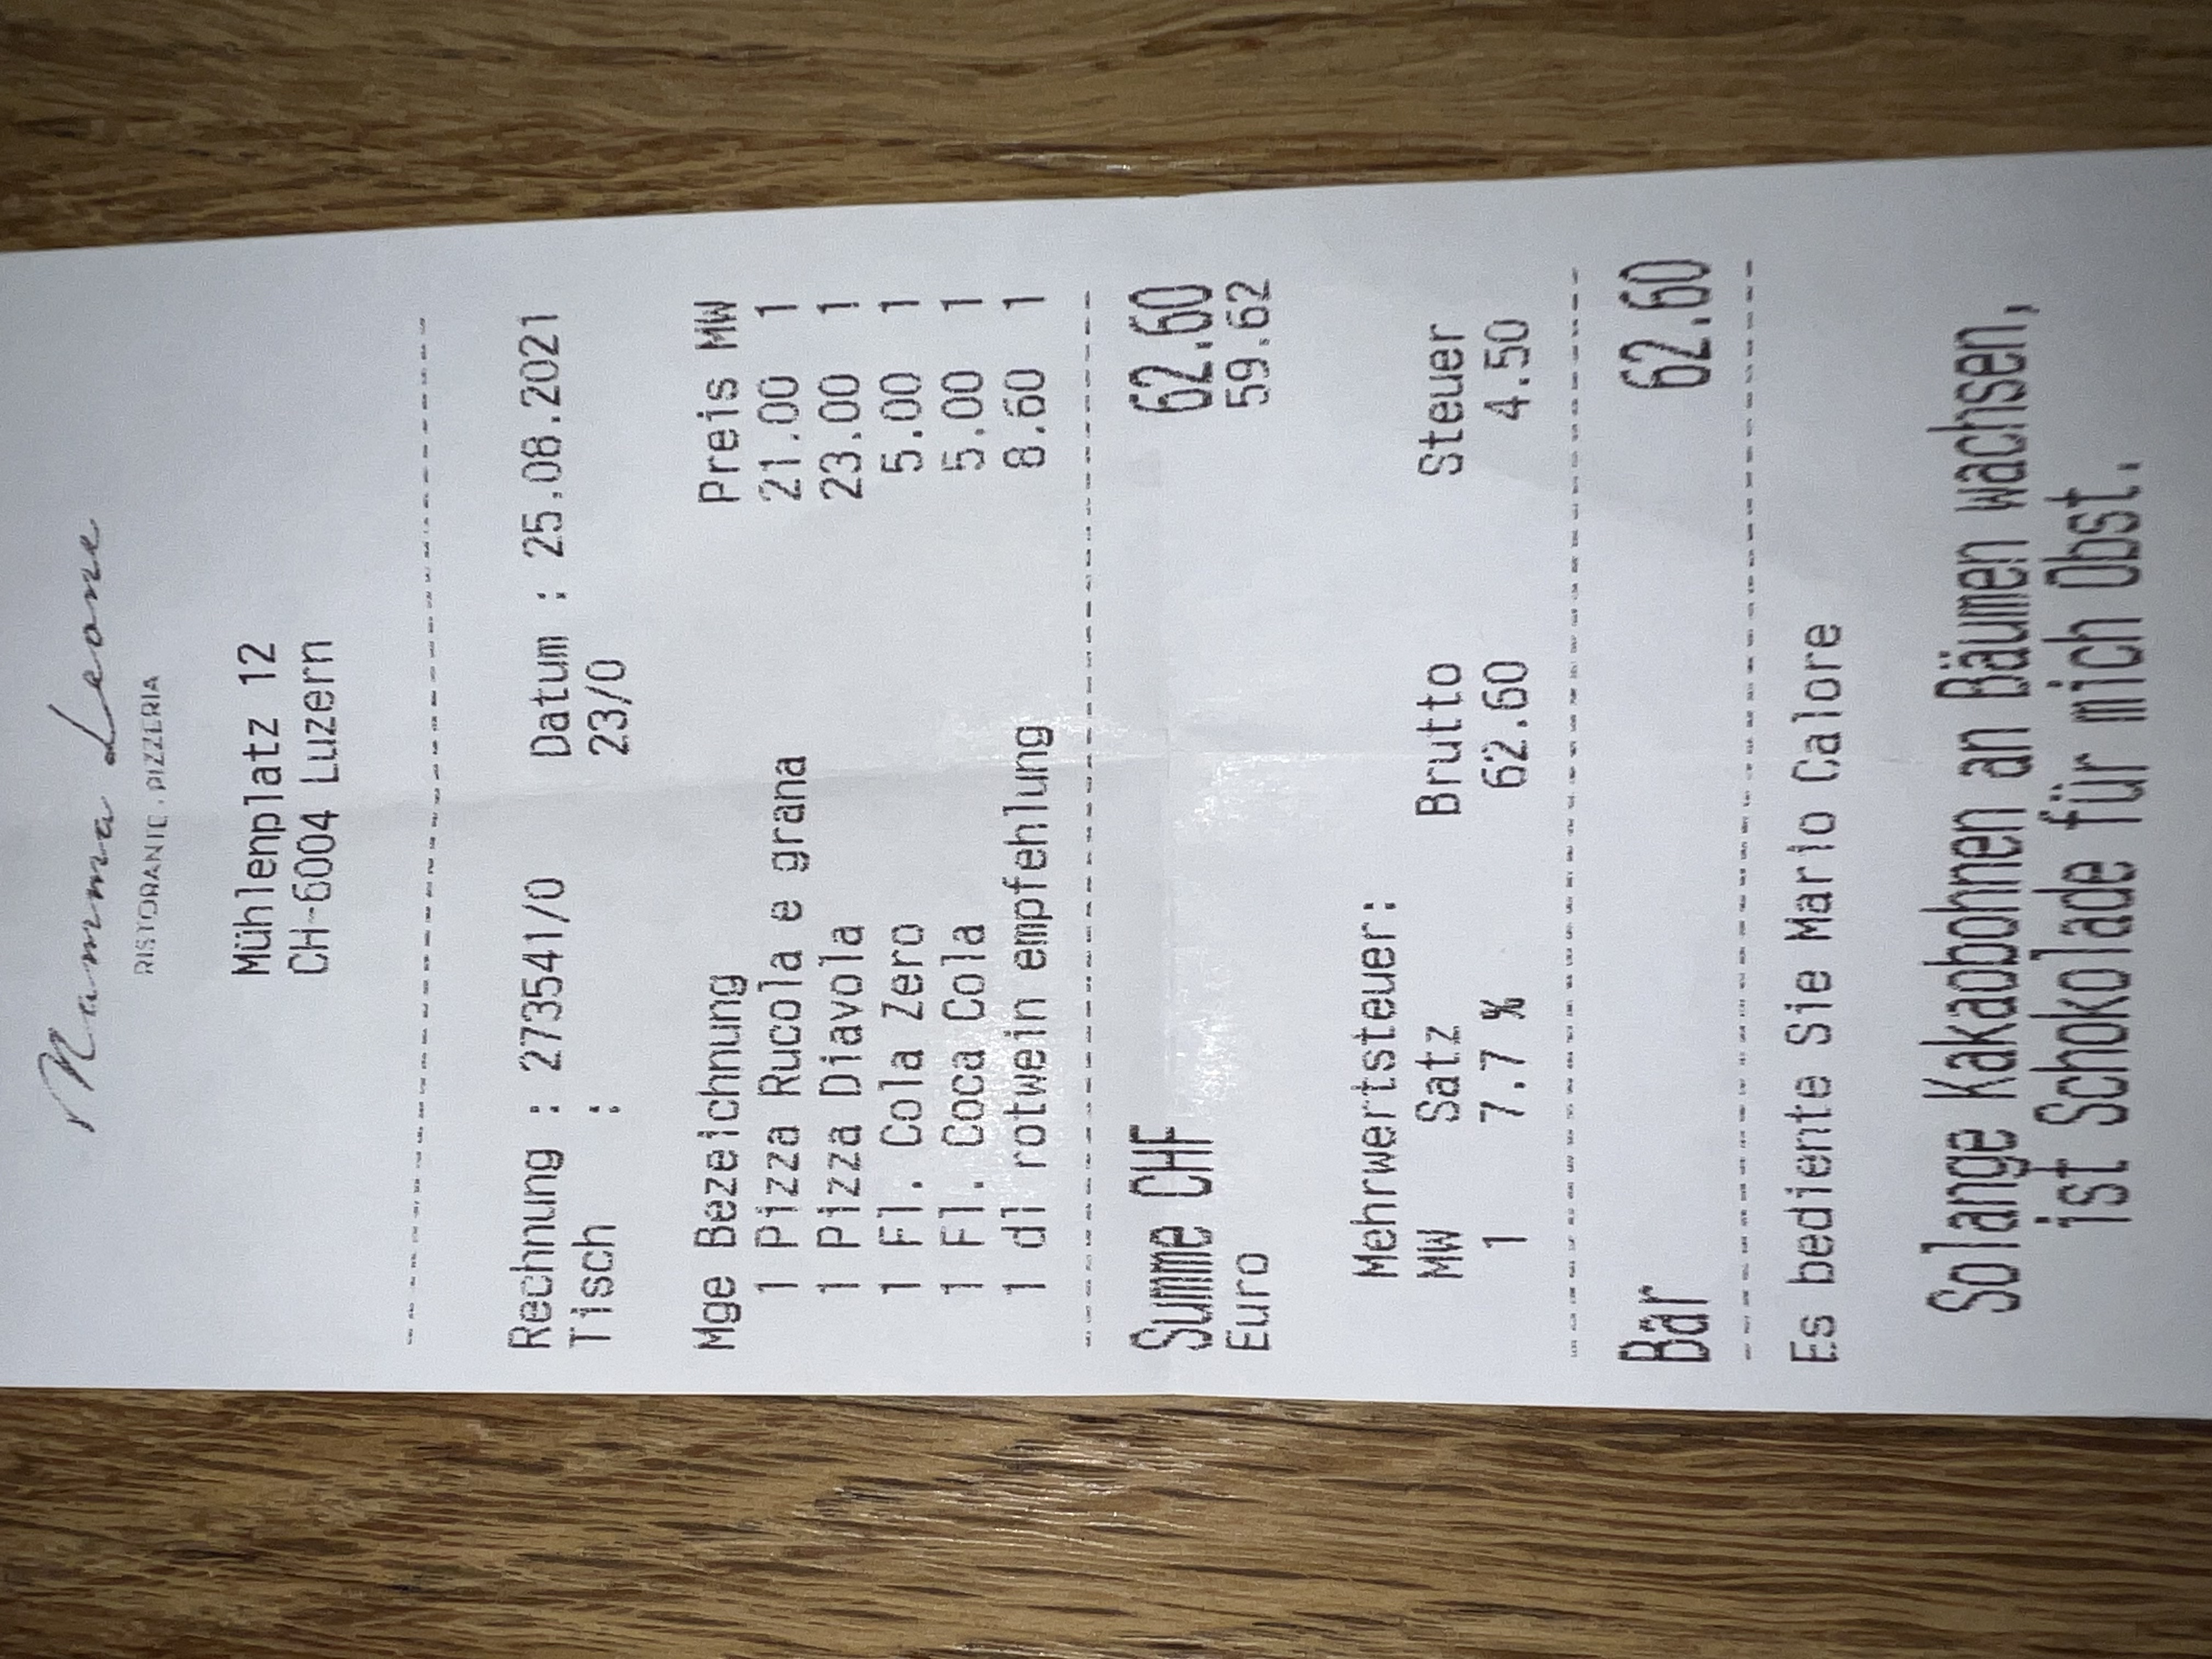 Mamma Leone
RISTORANTE . PIZZERIA
Mühlenplatz 12
CH-6004 Luzern
Rechnung : 273541/0 Datum : 25.08.2021
Tisch : 23/0
Mge Bezeichnung Preis MW
1 Pizza Rucola e grana 21.00 1
1 Pizza Diavola 23.00 1
1 Fl. Cola Zero 5.00 1
1 Fl. Coca Cola 5.00 1
1 dl rotwein empfehlung 8.60 1
Summe CHF 62.60
Euro 59.62
Mehrwertsteuer:
MW Satz Brutto Steuer
1 7.7 % 62.60 4.50
Bar 62.60
Es bediente Sie Mario Calore
Solange Kakaobohnen an Bäumen wachsen,
ist Schokolade für mich Obst.